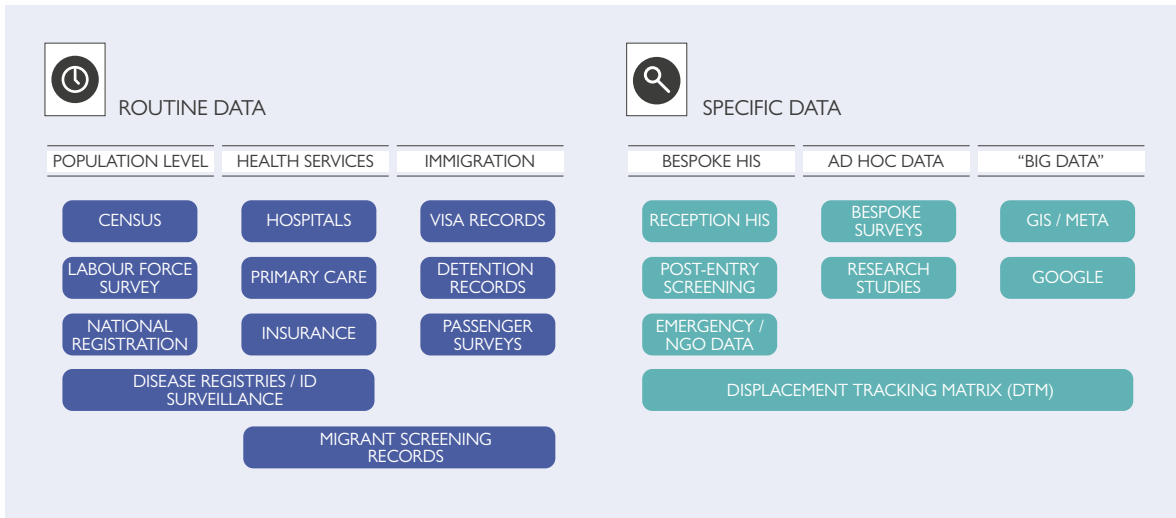 ROUTINE DATA
POPULATION LEVEL
HEALTH SERVICES
IMMIGRATION
CENSUS
HOSPITALS
VISA RECORDS
LABOUR FORCE
SURVEY
PRIMARY CARE
DETENTION
RECORDS
NATIONAL
REGISTRATION
INSURANCE
PASSENGER
SURVEYS
DISEASE REGISTRIES / ID
SURVEILLANCE
MIGRANT SCREENING
RECORDS
SPECIFIC DATA
BESPOKE HIS
AD HOC DATA
“BIG DATA”
RECEPTION HIS
BESPOKE
SURVEYS
GIS / META
POST-ENTRY
SCREENING
RESEARCH
STUDIES
GOOGLE
EMERGENCY /
NGO DATA
DISPLACEMENT TRACKING MATRIX (DTM)